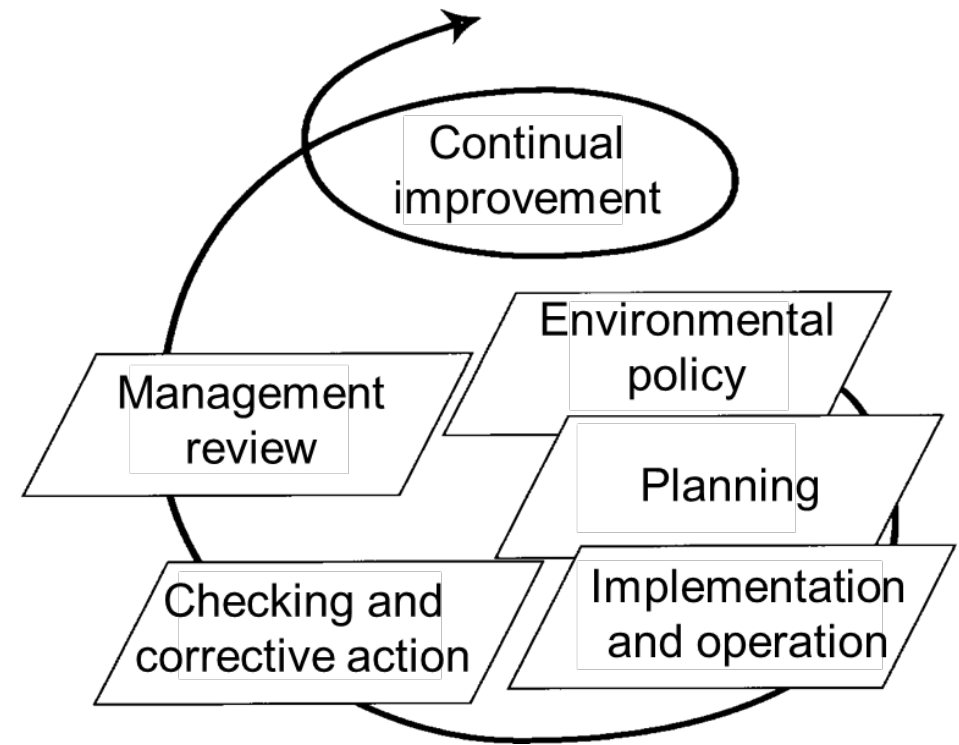 Continual
improvement
Environmental
policy
Management
review
Planning
Checking and
corrective action
Implementation
and operation